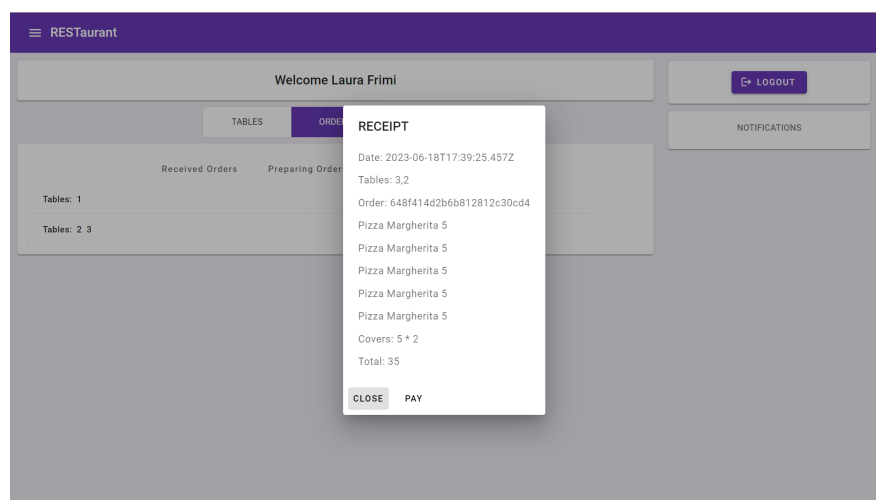 RESTaurant
Welcome Laura Frimi
LOGOUT
TABLES
NOTIFICATIONS
Received Orders
Tables: 1
Tables: 2 3
RECEIPT
Date: 2023-06-18T17:39:25.457Z
Tables: 3,2
Order: 648f414d2b6b812812c30cd4
Pizza Margherita 5
Pizza Margherita 5
Pizza Margherita 5
Pizza Margherita 5
Pizza Margherita 5
Covers: 5 * 2
Total: 35
CLOSE PAY